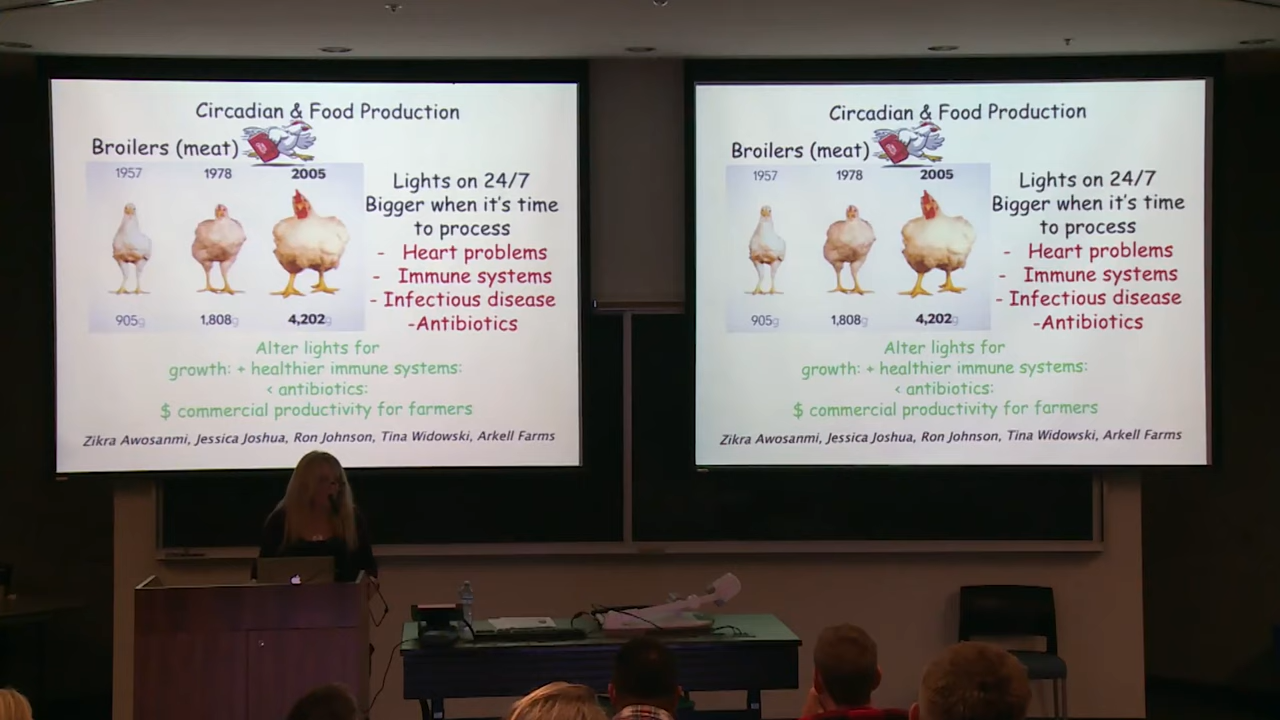 Circadian & Food Production
Broilers (meat)
1957 1978 2005
905g 1,808g 4,202g
Lights on 24/7
Bigger when it's time
to process
- Heart problems
- Immune systems
- Infectious disease
-Antibiotics
Alter lights for
growth: + healthier immune systems:
< antibiotics:
$ commercial productivity for farmers
Zikra Awosanmi, Jessica Joshua, Ron Johnson, Tina Widowski, Arkell Farms
Circadian & Food Production
Broilers (meat)
1957 1978 2005
905g 1,808g 4,202g
Lights on 24/7
Bigger when it's time
to process
- Heart problems
- Immune systems
- Infectious disease
-Antibiotics
Alter lights for
growth: + healthier immune systems:
< antibiotics:
$ commercial productivity for farmers
Zikra Awosanmi, Jessica Joshua, Ron Johnson, Tina Widowski, Arkell Farms